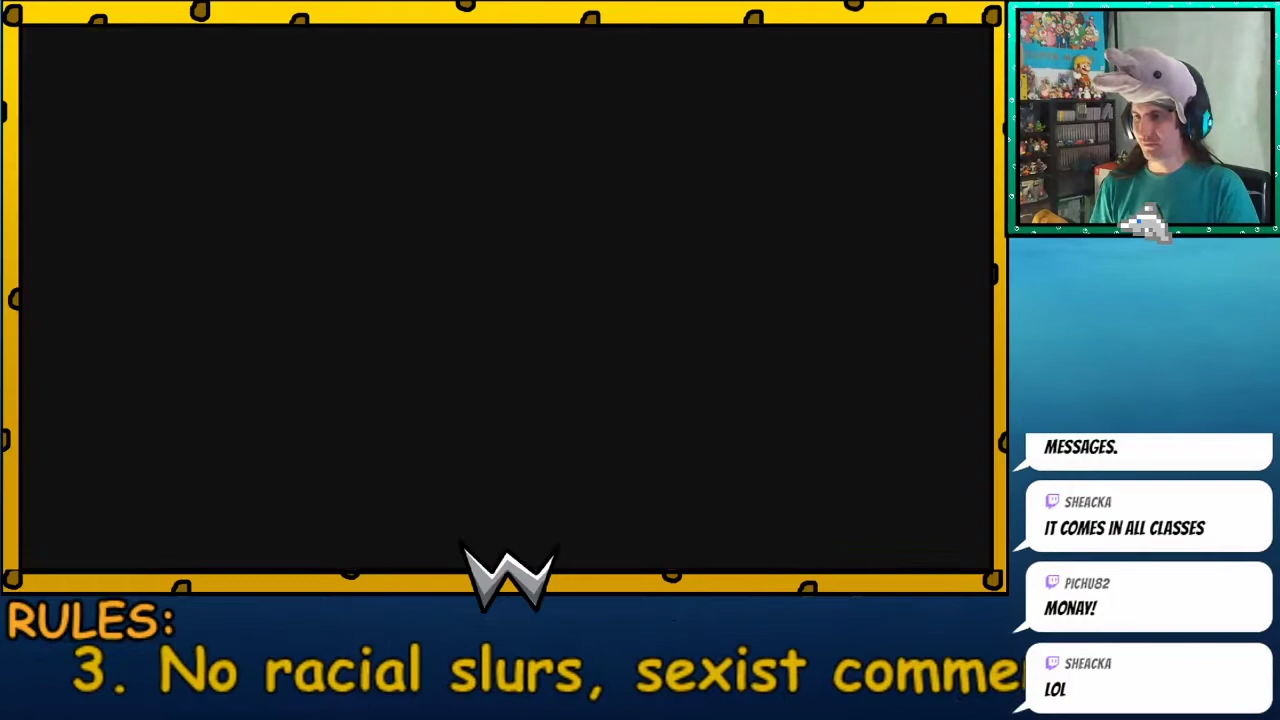 MESSAGES.
SHEACKA
IT COMES IN ALL CLASSES
PICHU82
MONAY!
SHEACKA
LOL
RULES:
3. No racial slurs, sexist comme